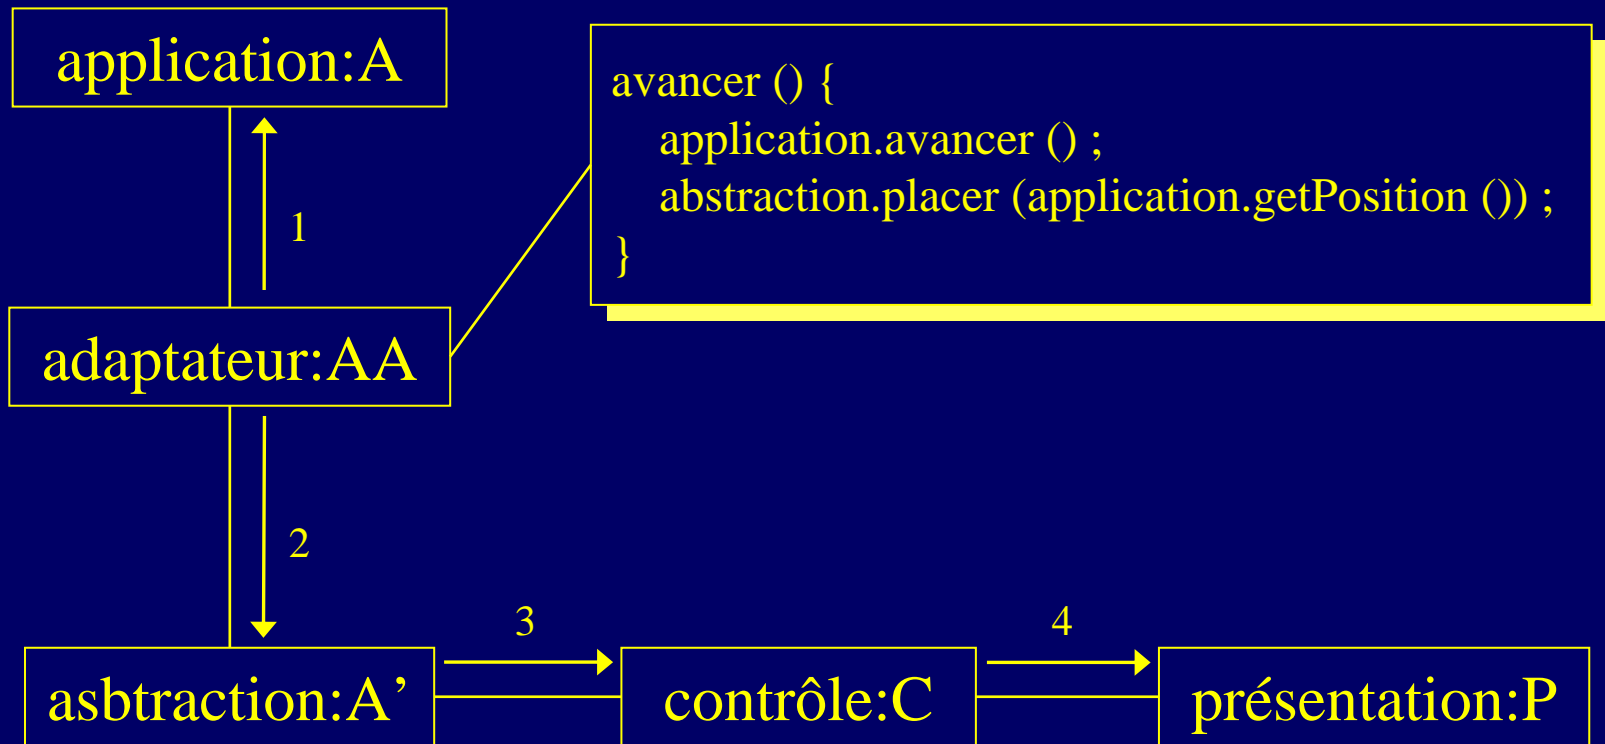 application:A
avancer () {
application.avancer () ;
abstraction.placer (application.getPosition ()) ;
}
1
adaptateur:AA
2
3
4
asbtraction:A’
contrôle:C
présentation:P